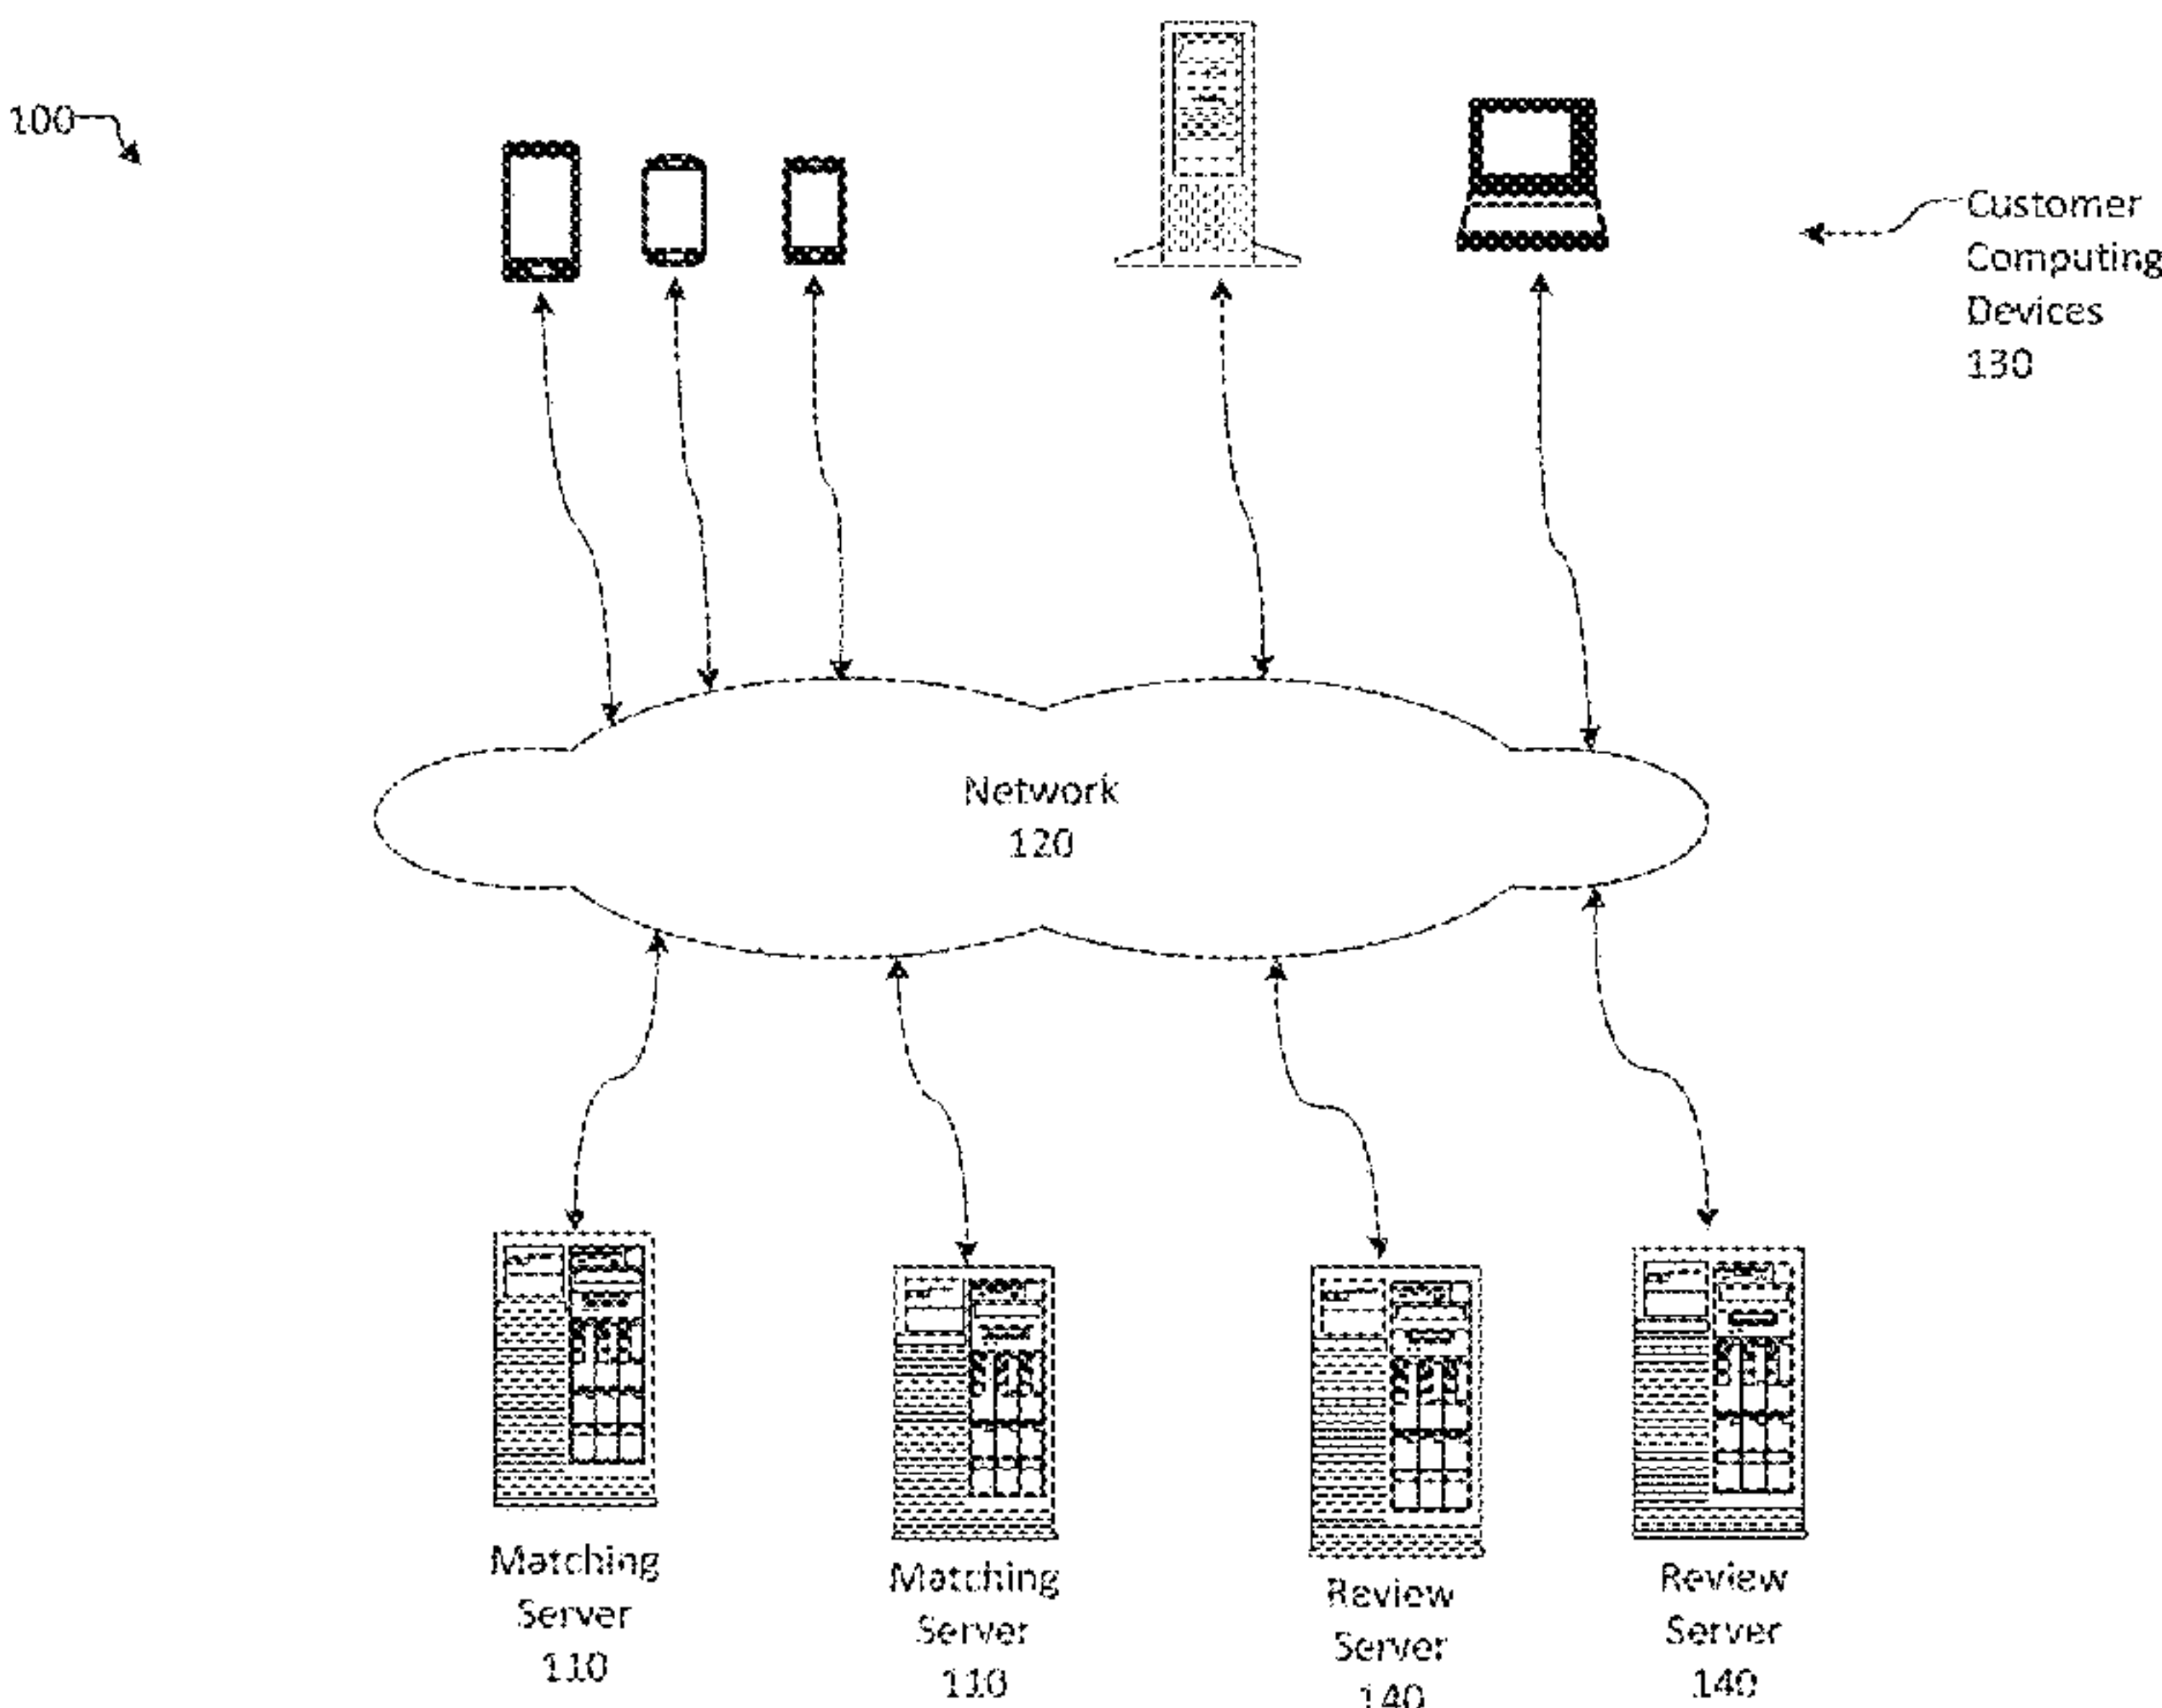 100
Customer
Computing
Devices
130
Network
120
Matching
Server
110
Matching
Server
110
Review
Server
140
Review
Server
140